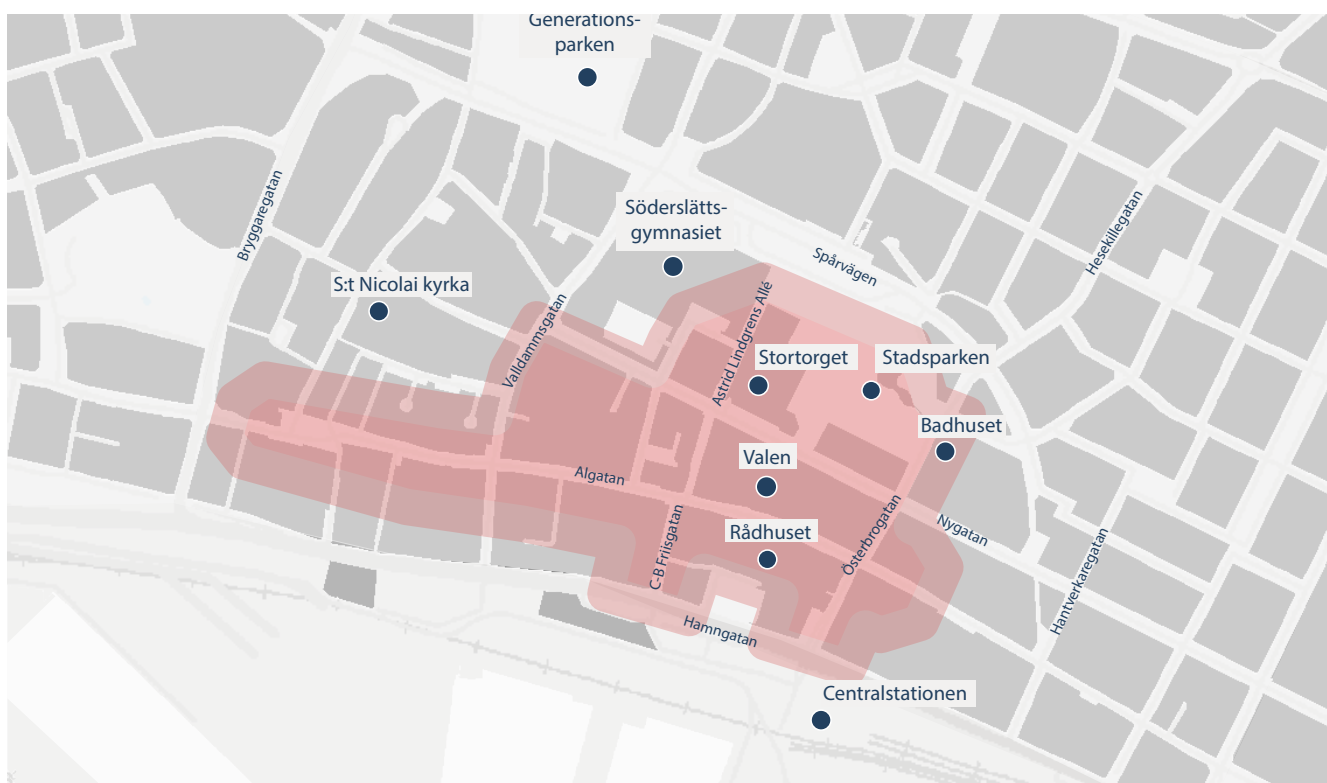 Generations-
parken
Söderslätts-
gymnasiet
Bryggaregatan
Spårvägen
Hesekillegatan
S:t Nicolai kyrka
Valldammsgatan
Astrid Lindgrens Allé
Stortorget
Stadsparken
Badhuset
Algatan
Valen
Nygatan
Rådhuset
Österbrogatan
C-B Friisgatan
Hantverkaregatan
Hamngatan
Centralstationen